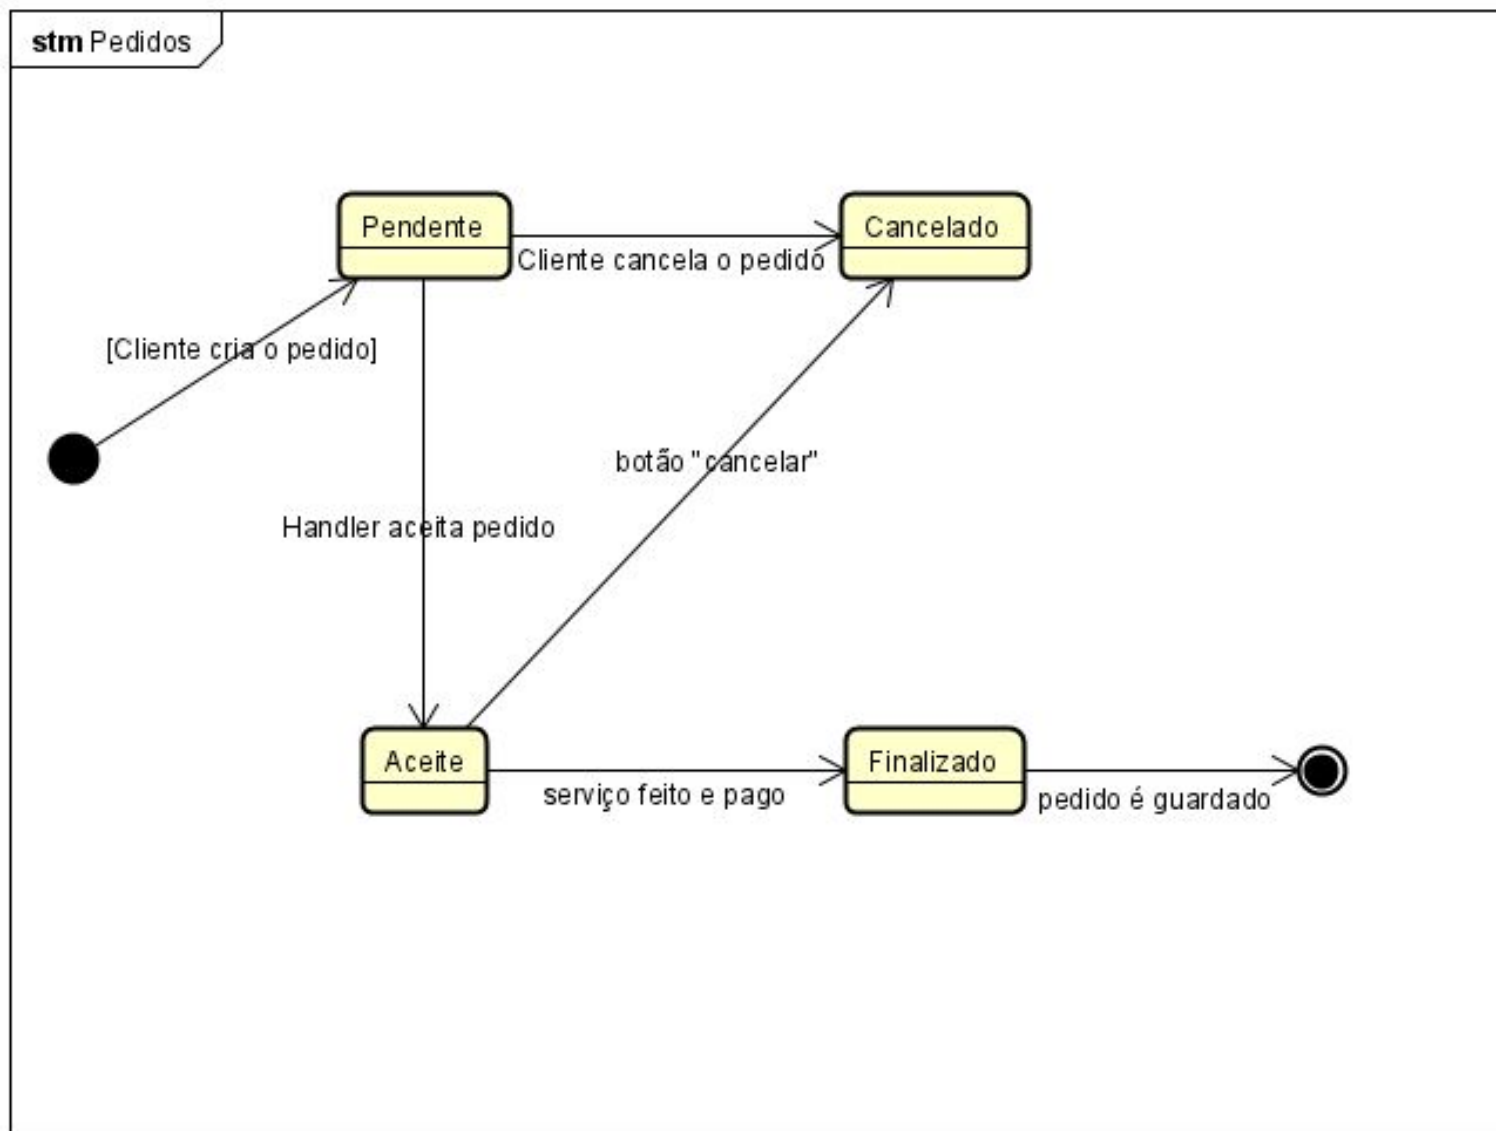 stm Pedidos
Pendente
Cancelado
Cliente cancela o pedido
[Cliente cria o pedido]
botão "cancelar"
Handler aceita pedido
Aceite
Finalizado
serviço feito e pago
pedido é guardado